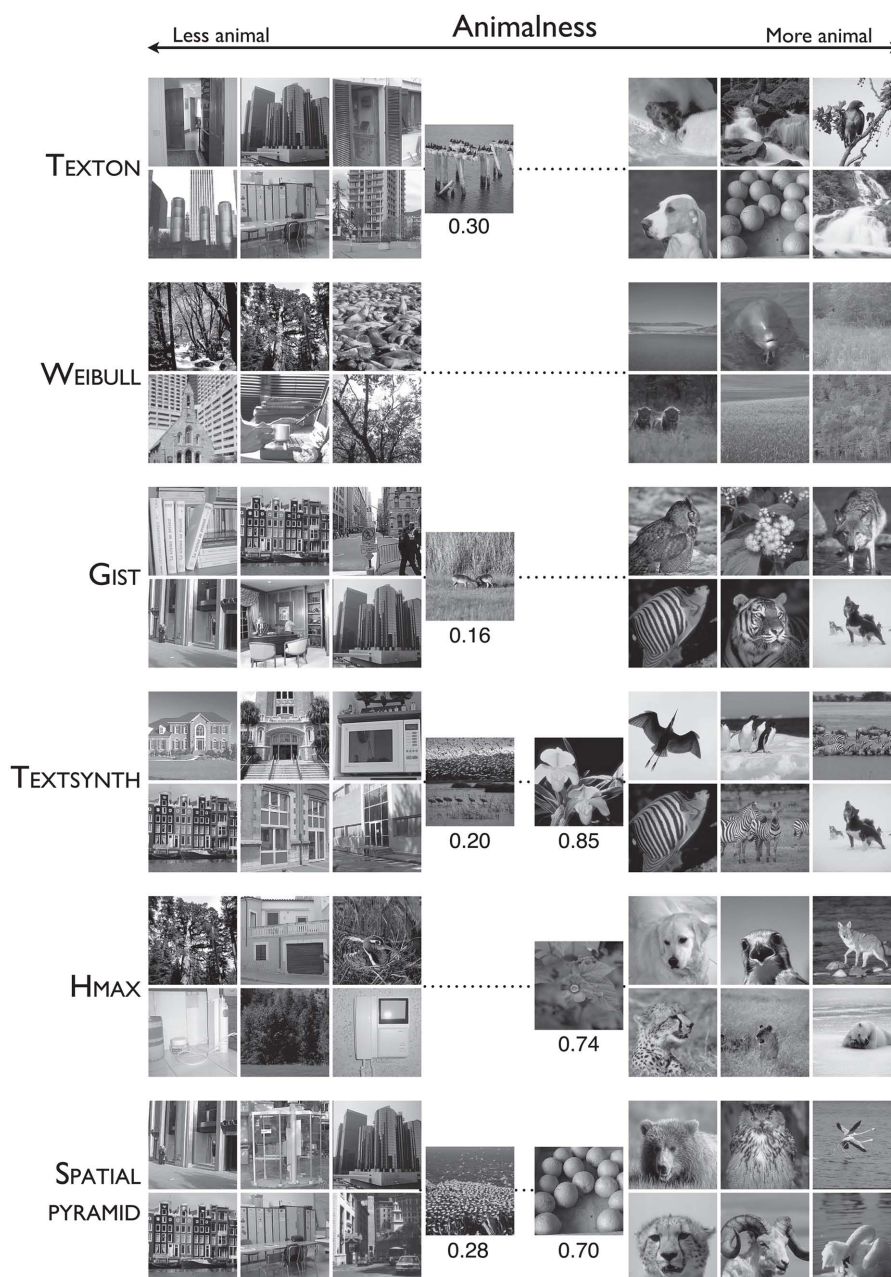 Animalness
Less animal
More animal
TEXTON
0.30
WEIBULL
GIST
0.16
TEXTSYNTH
0.20
0.85
HMAX
0.74
SPATIAL
PYRAMID
0.28
0.70